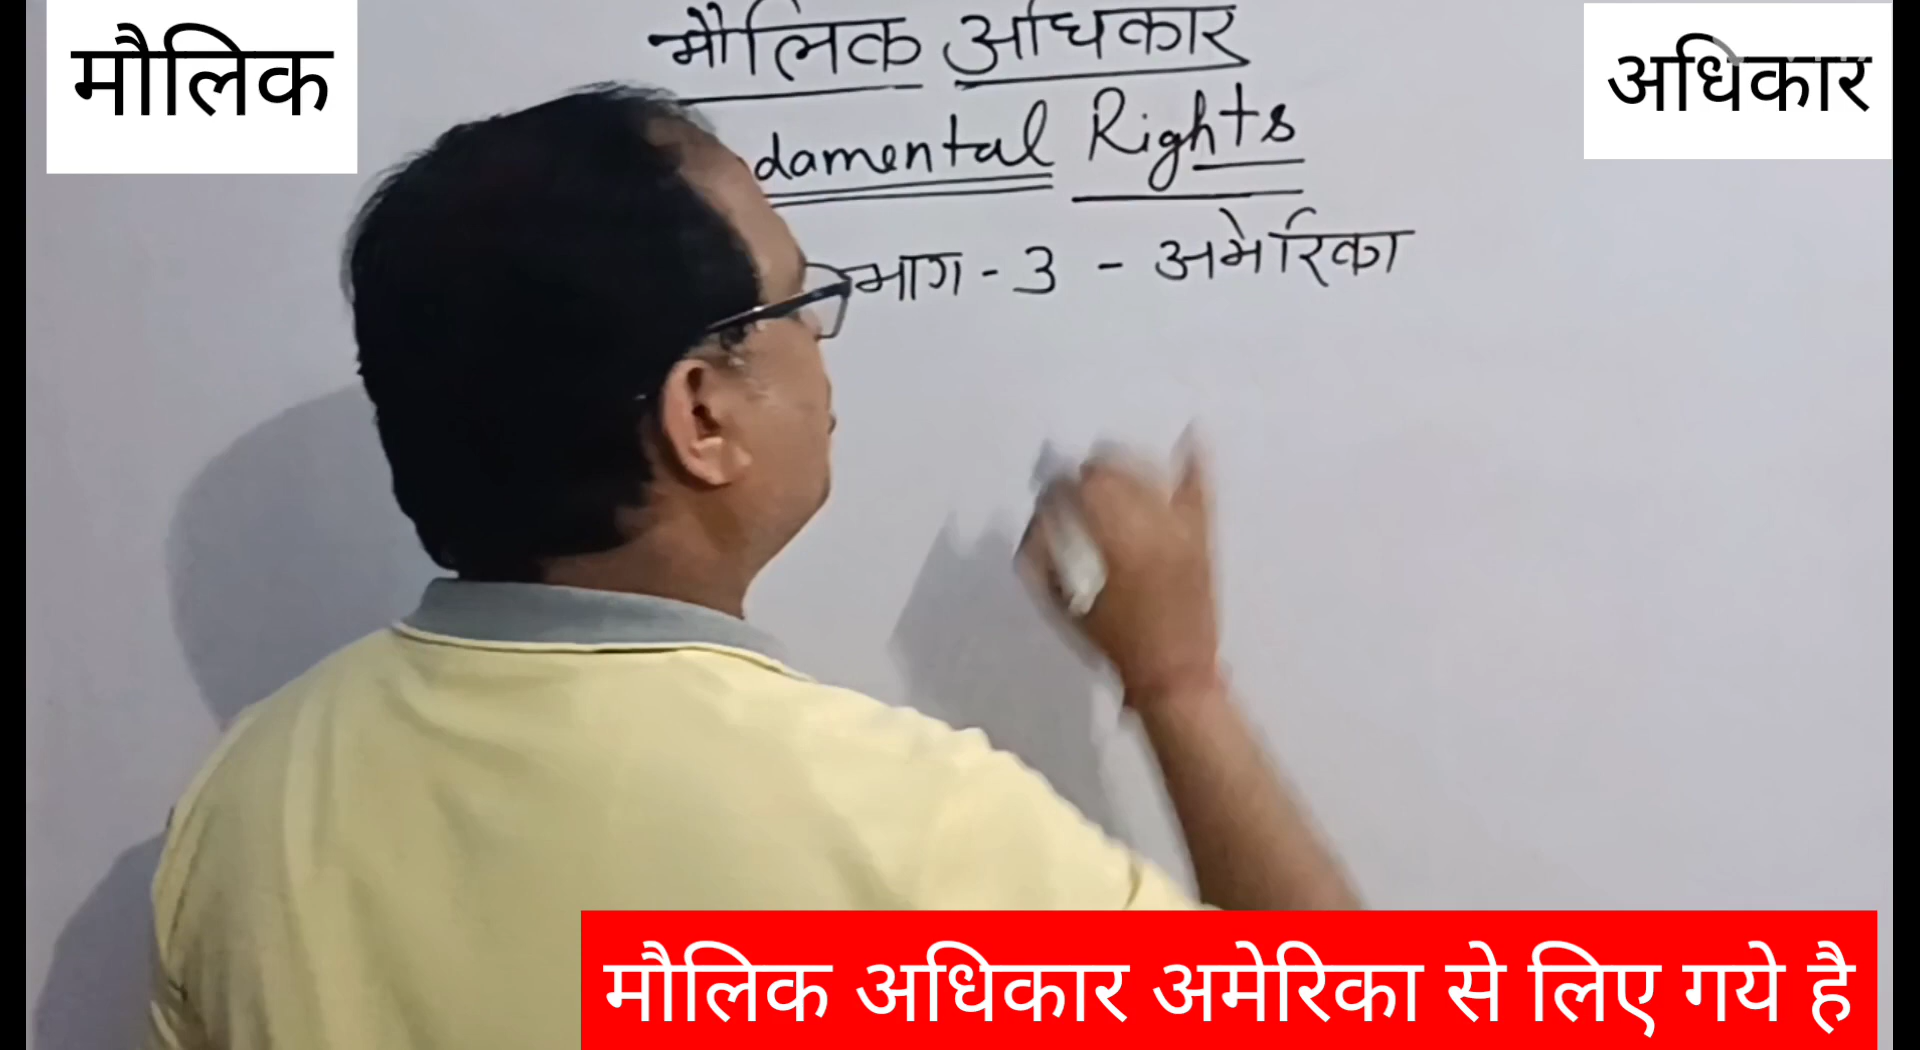 मौलिक
अधिकार
मौलिक अधिकार
damental Rights
भाग - 3 - अमेरिका
मौलिक अधिकार अमेरिका से लिए गये है